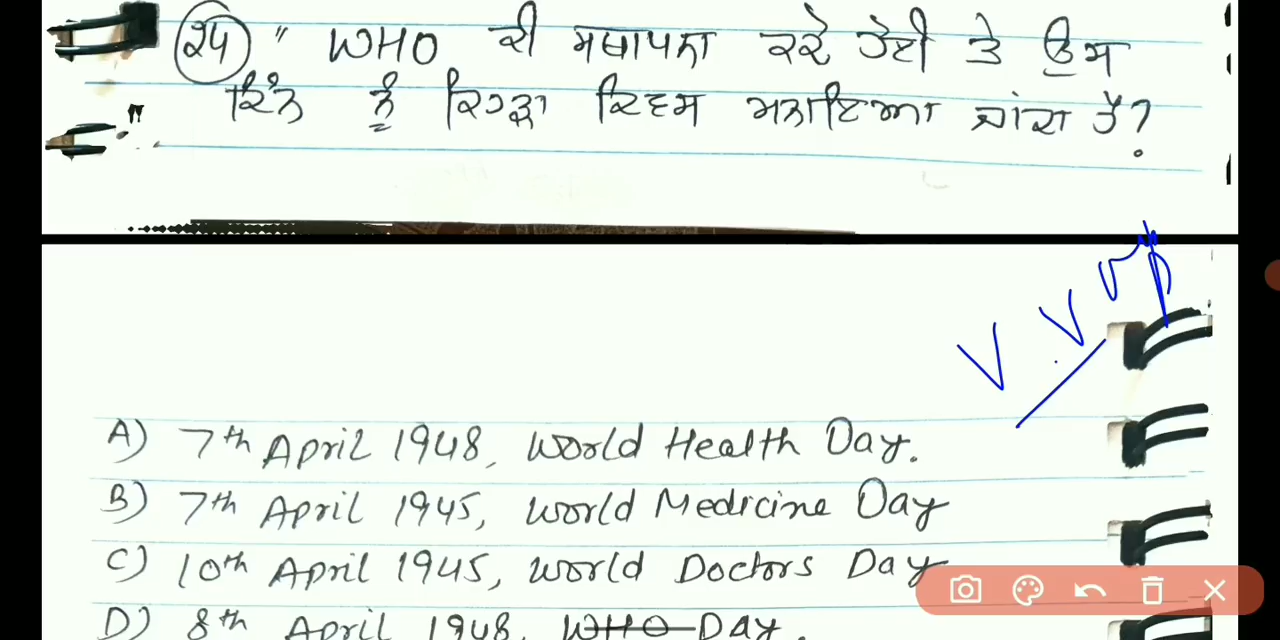 24 " WHO ਦੀ ਸਥਾਪਨਾ ਕਦੋਂ ਹੋਈ ਤੇ ਉਸ
ਦਿੰਨ ਨੂੰ ਕਿਹੜਾ ਦਿਵਸ ਮਨਾਇਆ ਜਾਂਦਾ ਹੈ?"
V V
A) 7th April 1948, World Health Day.
B) 7th April 1945, World Medicine Day
C) 10th April 1945, World Doctors Day
D) 8th April 1948, WHO Day.